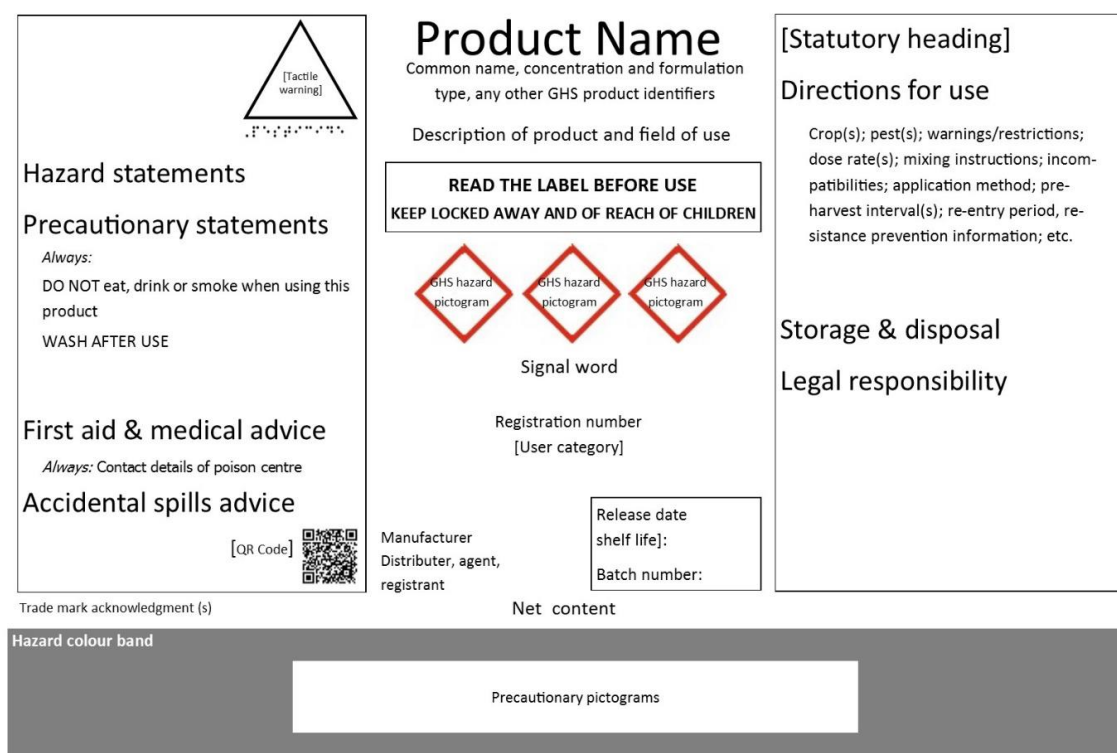 [Tactile
warning]
⠠⠏⠑⠎⠞⠊⠉⠊⠙⠑
Hazard statements
Precautionary statements
Always:
DO NOT eat, drink or smoke when using this
product
WASH AFTER USE
First aid & medical advice
Always: Contact details of poison centre
Accidental spills advice
[QR Code]
Trade mark acknowledgment (s)
Product Name
Common name, concentration and formulation
type, any other GHS product identifiers
Description of product and field of use
READ THE LABEL BEFORE USE
KEEP LOCKED AWAY AND OF REACH OF CHILDREN
GHS hazard
pictogram
GHS hazard
pictogram
GHS hazard
pictogram
Signal word
Registration number
[User category]
Manufacturer
Distributer, agent,
registrant
Release date
shelf life]:
Batch number:
Net content
[Statutory heading]
Directions for use
Crop(s); pest(s); warnings/restrictions;
dose rate(s); mixing instructions; incom-
patibilities; application method; pre-
harvest interval(s); re-entry period, re-
sistance prevention information; etc.
Storage & disposal
Legal responsibility
Hazard colour band
Precautionary pictograms